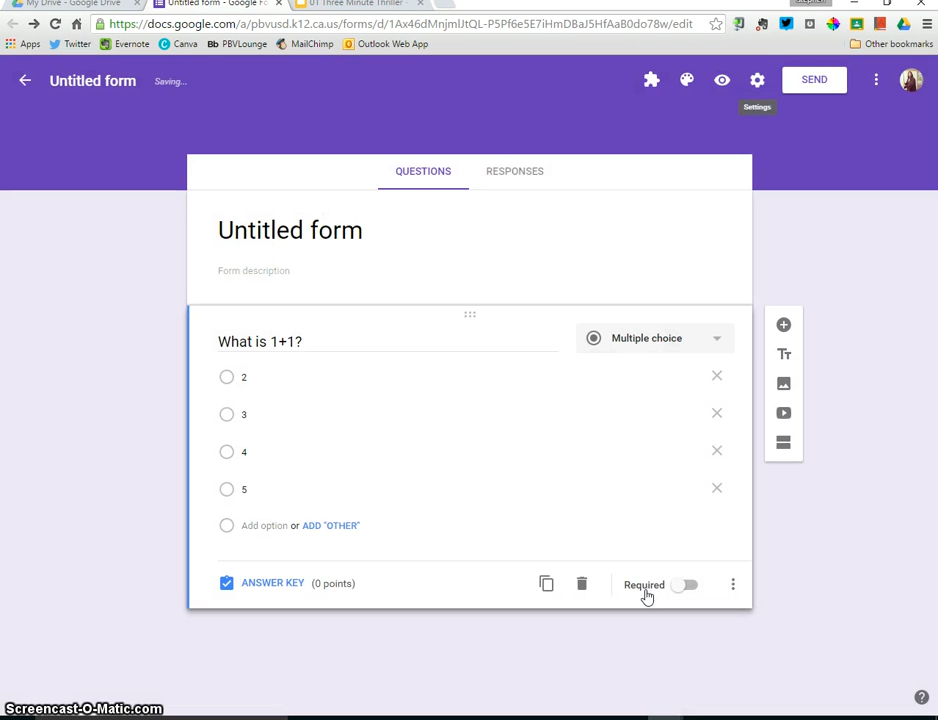 My Drive - Google Drive
Untitled form - Google Fo
01 Three Minute Thriller -
https://docs.google.com/a/pbvusd.k12.ca.us/forms/d/1Ax46dMnjmlJtQL-P5Pf6e5E7iHmDBaJ5HfAaB0do78w/edit
Apps Twitter Evernote Canva Bb PBVLounge MailChimp Outlook Web App Other bookmarks
Untitled form Saving... SEND
Settings
QUESTIONS RESPONSES
Untitled form
Form description
What is 1+1? Multiple choice
2
3
4
5
Add option or ADD "OTHER"
ANSWER KEY (0 points) Required
Screencast-O-Matic.com